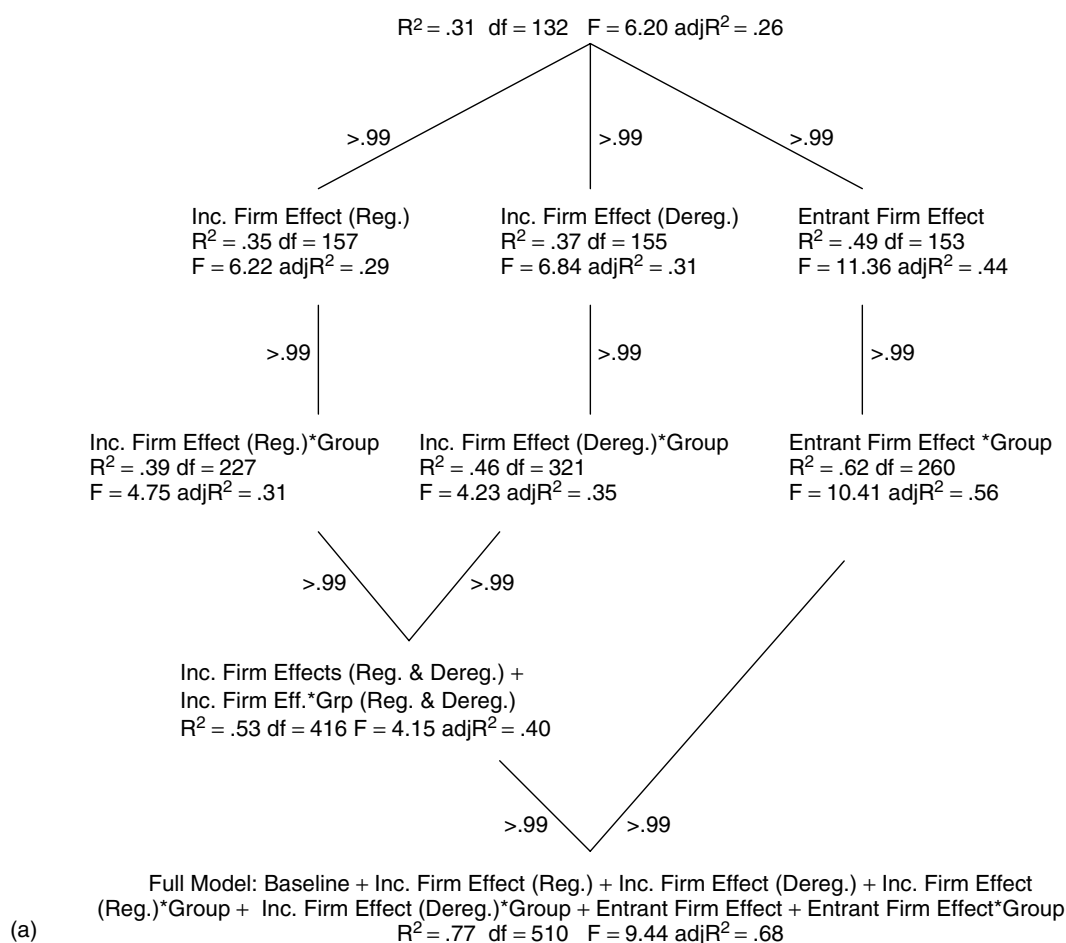 R² = .31 df = 132 F = 6.20 adjR² = .26
>.99 >.99 >.99
Inc. Firm Effect (Reg.)
R² = .35 df = 157
F = 6.22 adjR² = .29
Inc. Firm Effect (Dereg.)
R² = .37 df = 155
F = 6.84 adjR² = .31
Entrant Firm Effect
R² = .49 df = 153
F = 11.36 adjR² = .44
>.99 >.99 >.99
Inc. Firm Effect (Reg.)*Group
R² = .39 df = 227
F = 4.75 adjR² = .31
Inc. Firm Effect (Dereg.)*Group
R² = .46 df = 321
F = 4.23 adjR² = .35
Entrant Firm Effect *Group
R² = .62 df = 260
F = 10.41 adjR² = .56
>.99 >.99
Inc. Firm Effects (Reg. & Dereg.) +
Inc. Firm Eff.*Grp (Reg. & Dereg.)
R² = .53 df = 416 F = 4.15 adjR² = .40
>.99 >.99
Full Model: Baseline + Inc. Firm Effect (Reg.) + Inc. Firm Effect (Dereg.) + Inc. Firm Effect
(Reg.)*Group + Inc. Firm Effect (Dereg.)*Group + Entrant Firm Effect + Entrant Firm Effect*Group
(a) R² = .77 df = 510 F = 9.44 adjR² = .68